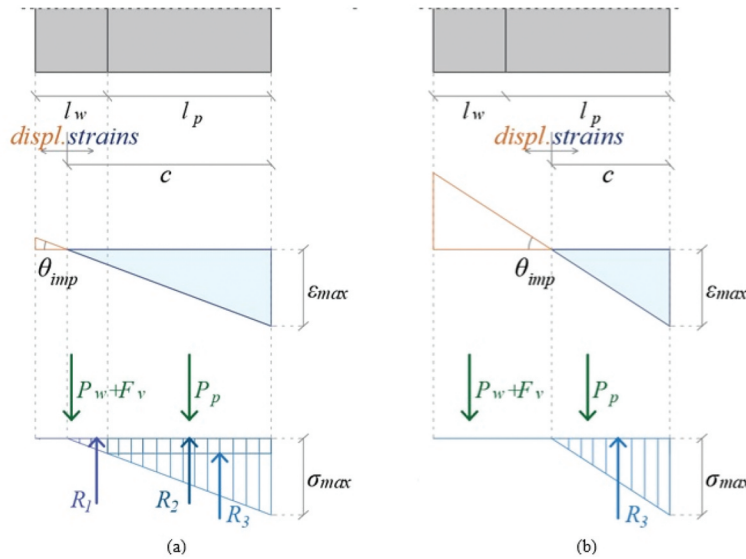 l w
l p
displ. strains
c
θ imp
ε max
P w + F v
P p
R 1
R 2
R 3
σ max
(a)
l w
l p
displ. strains
c
θ imp
ε max
P w + F v
P p
R 3
σ max
(b)